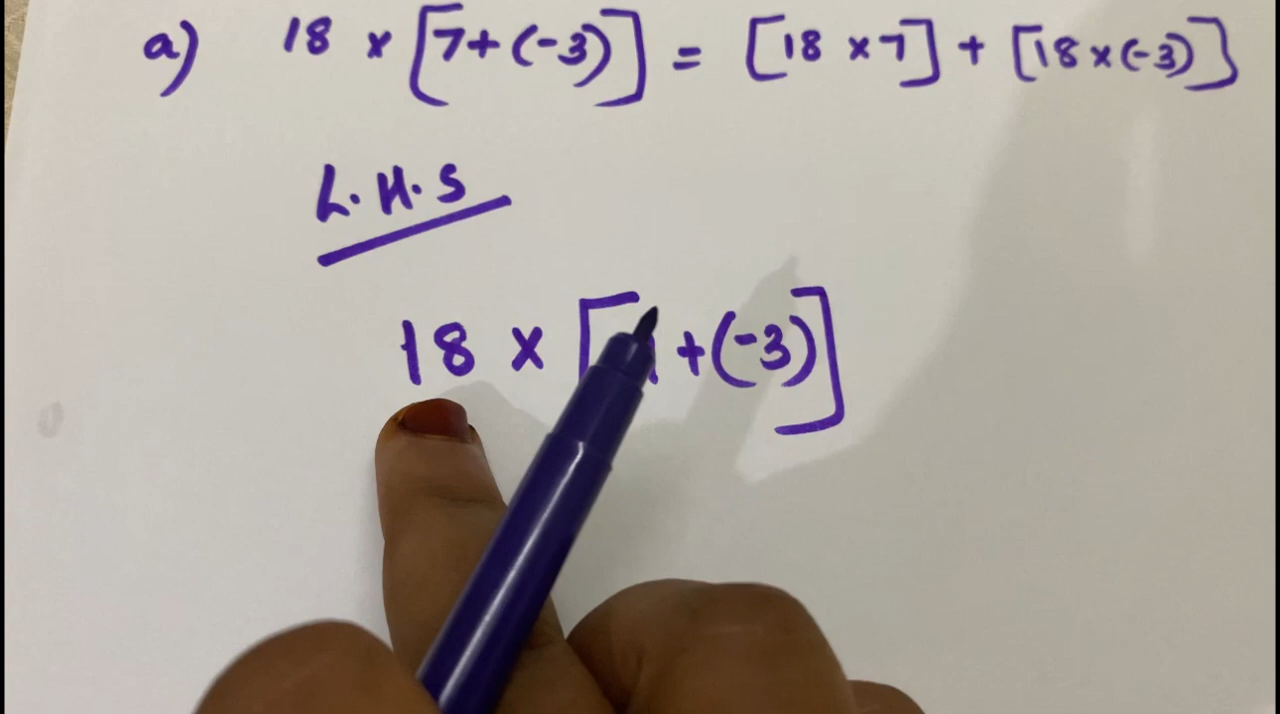 a) 18 × [7+(-3)] = [18 × 7] + [18×(-3)]
L.H.S
18 × [ +(-3)]